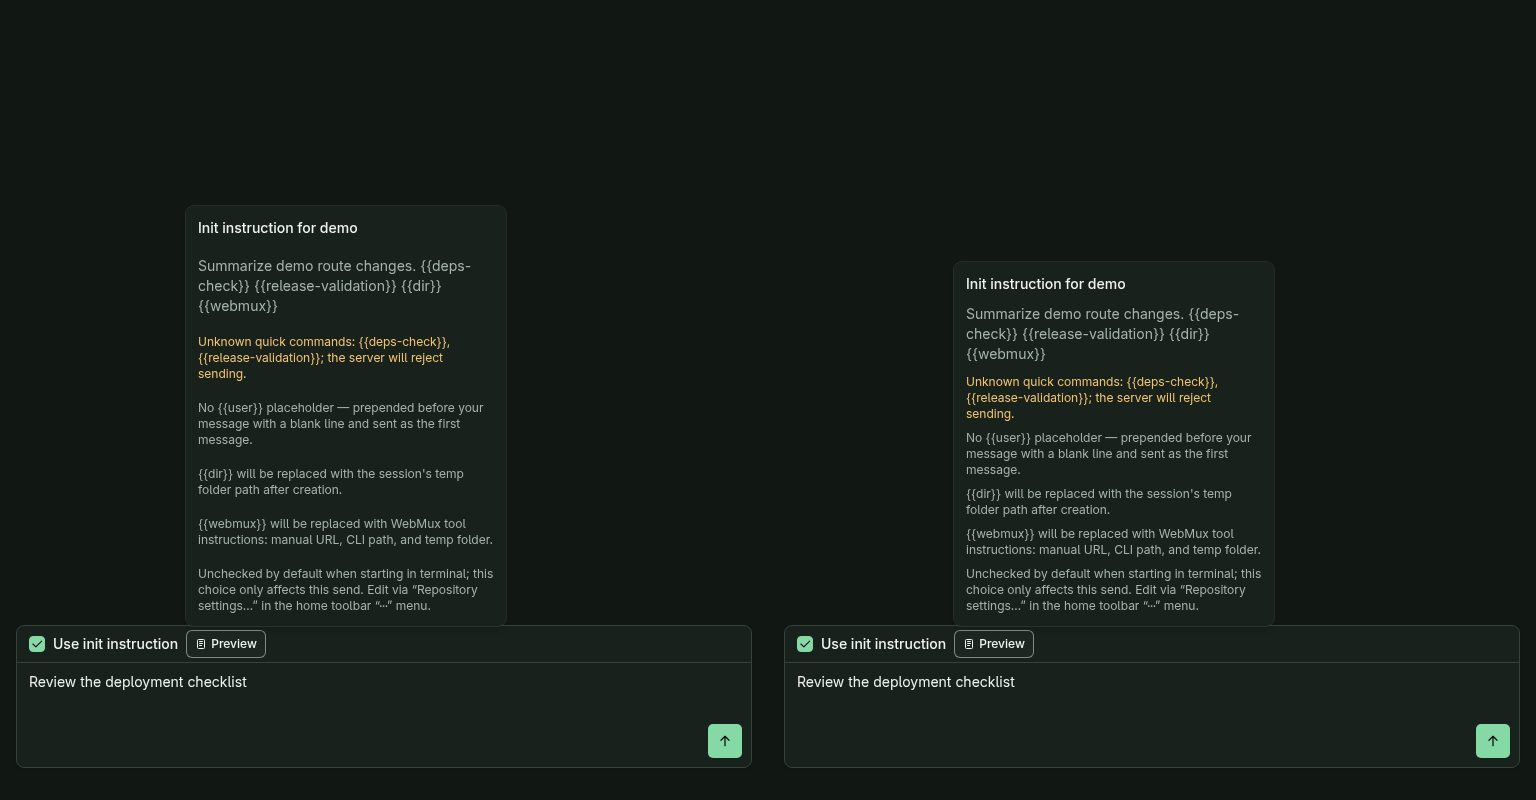 Init instruction for demo
Summarize demo route changes. {{deps-
check}} {{release-validation}} {{dir}}
{{webmux}}
Unknown quick commands: {{deps-check}},
{{release-validation}}; the server will reject
sending.
No {{user}} placeholder — prepended before your
message with a blank line and sent as the first
message.
{{dir}} will be replaced with the session's temp
folder path after creation.
{{webmux}} will be replaced with WebMux tool
instructions: manual URL, CLI path, and temp folder.
Unchecked by default when starting in terminal; this
choice only affects this send. Edit via “Repository
settings…” in the home toolbar “⋯” menu.
Use init instruction
Preview
Review the deployment checklist
Init instruction for demo
Summarize demo route changes. {{deps-
check}} {{release-validation}} {{dir}}
{{webmux}}
Unknown quick commands: {{deps-check}},
{{release-validation}}; the server will reject
sending.
No {{user}} placeholder — prepended before your
message with a blank line and sent as the first
message.
{{dir}} will be replaced with the session's temp
folder path after creation.
{{webmux}} will be replaced with WebMux tool
instructions: manual URL, CLI path, and temp folder.
Unchecked by default when starting in terminal; this
choice only affects this send. Edit via “Repository
settings…” in the home toolbar “⋯” menu.
Use init instruction
Preview
Review the deployment checklist